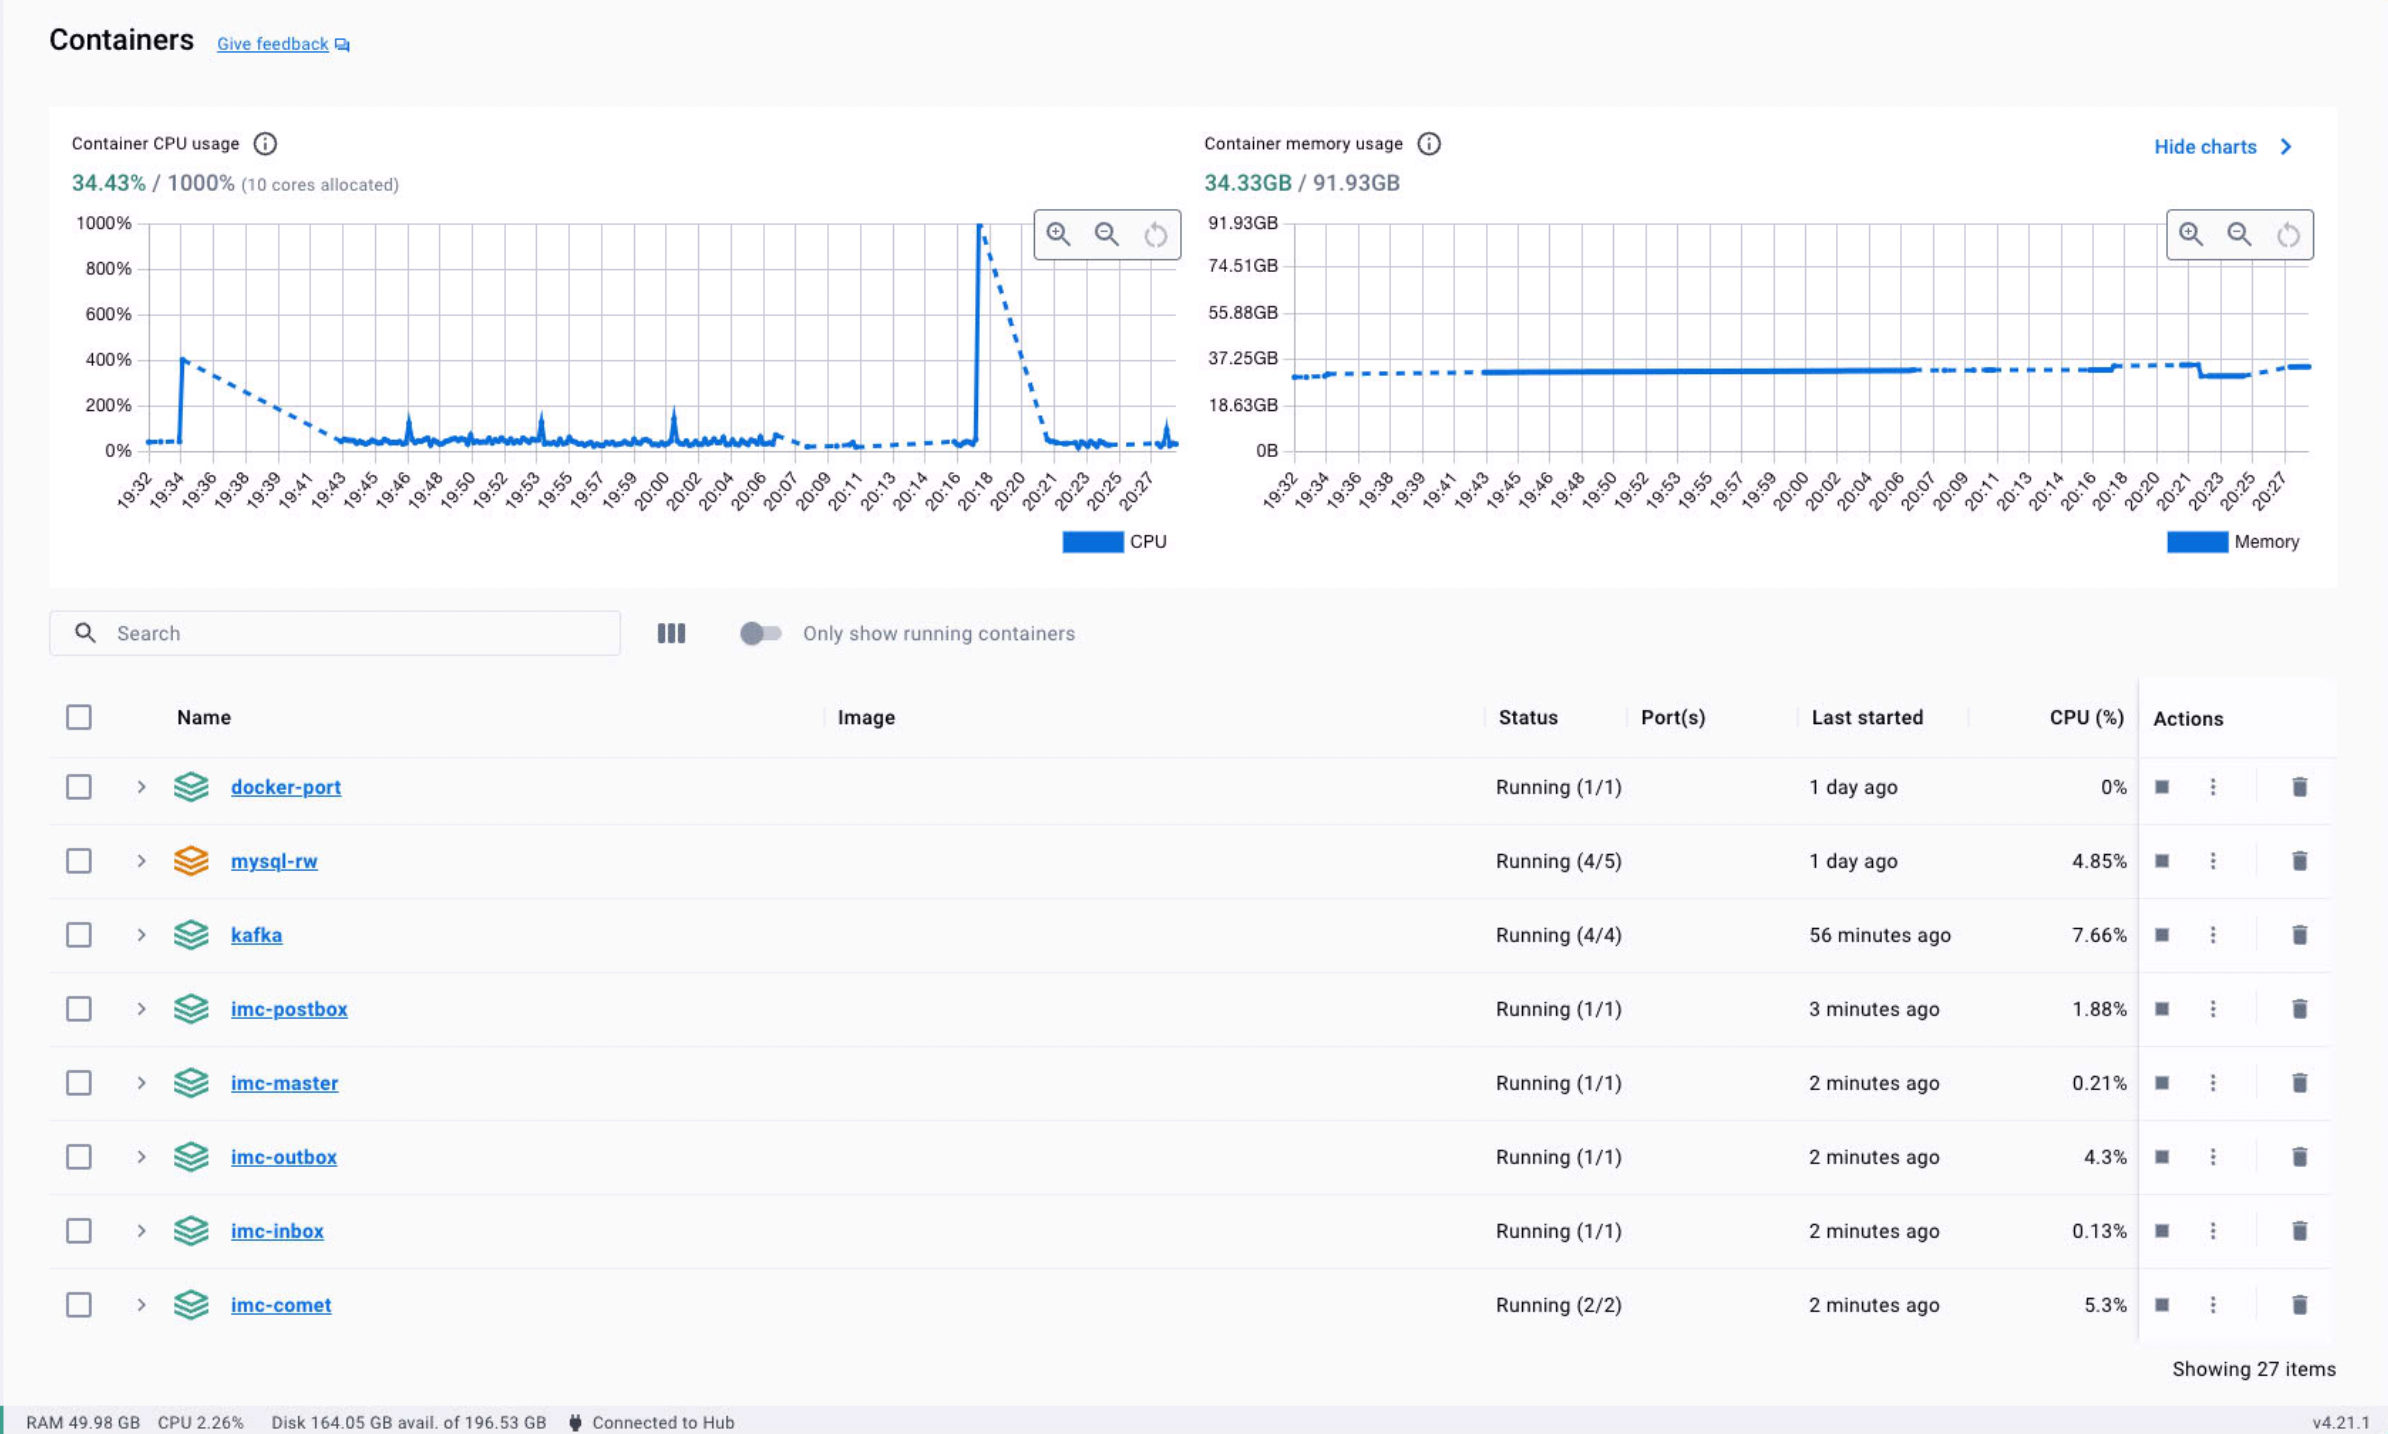 Containers Give feedback
Container CPU usage
34.43% / 1000% (10 cores allocated)
1000%
800%
600%
400%
200%
0%
19:32 19:34 19:36 19:38 19:39 19:41 19:43 19:45 19:46 19:48 19:50 19:52 19:53 19:55 19:57 19:59 20:00 20:02 20:04 20:06 20:07 20:09 20:11 20:13 20:14 20:16 20:18 20:20 20:21 20:23 20:25 20:27
CPU
Container memory usage
Hide charts
34.33GB / 91.93GB
91.93GB
74.51GB
55.88GB
37.25GB
18.63GB
0B
19:32 19:34 19:36 19:38 19:39 19:41 19:43 19:45 19:46 19:48 19:50 19:52 19:53 19:55 19:57 19:59 20:00 20:02 20:04 20:06 20:07 20:09 20:11 20:13 20:14 20:16 20:18 20:20 20:21 20:23 20:25 20:27
Memory
Search Only show running containers
Name Image Status Port(s) Last started CPU (%) Actions
docker-port Running (1/1) 1 day ago 0%
mysql-rw Running (4/5) 1 day ago 4.85%
kafka Running (4/4) 56 minutes ago 7.66%
imc-postbox Running (1/1) 3 minutes ago 1.88%
imc-master Running (1/1) 2 minutes ago 0.21%
imc-outbox Running (1/1) 2 minutes ago 4.3%
imc-inbox Running (1/1) 2 minutes ago 0.13%
imc-comet Running (2/2) 2 minutes ago 5.3%
Showing 27 items
RAM 49.98 GB CPU 2.26% Disk 164.05 GB avail. of 196.53 GB Connected to Hub v4.21.1